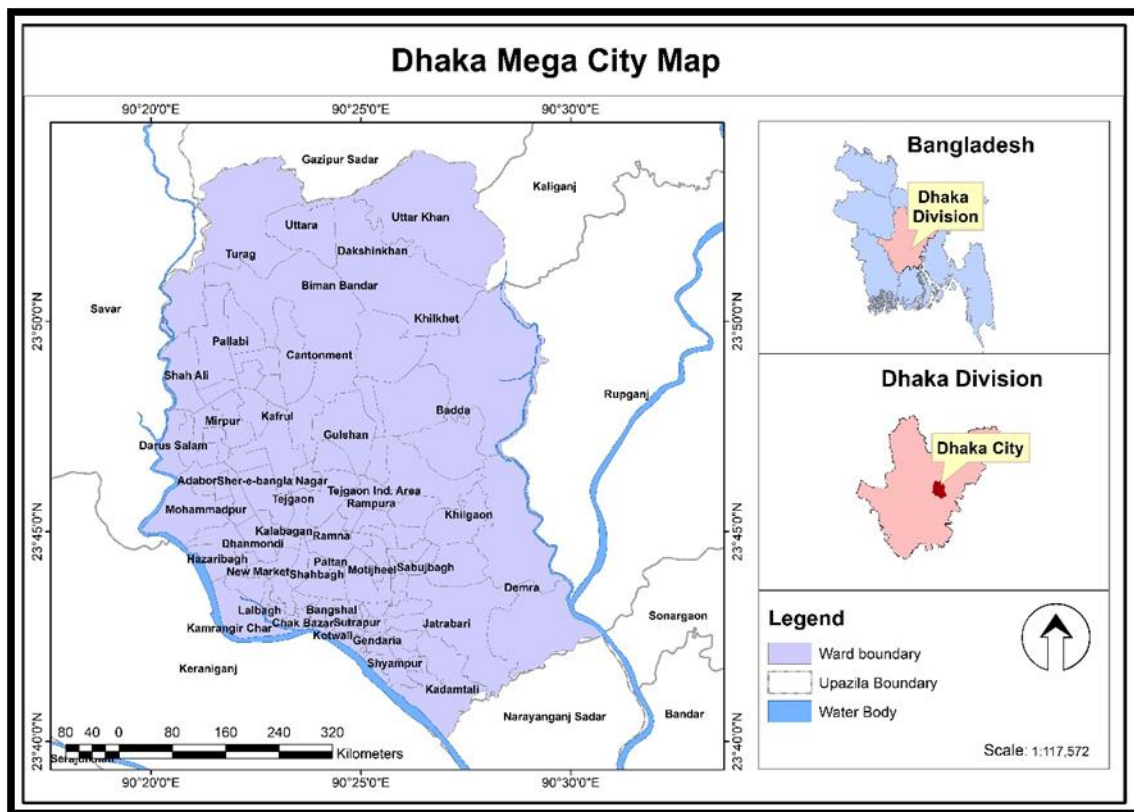 Dhaka Mega City Map
90°20'0"E 90°25'0"E 90°30'0"E
23°50'0"N
23°45'0"N
23°40'0"N
Gazipur Sadar
Kaliganj
Uttar Khan
Uttara
Dakshinkhan
Turag
Biman Bandar
Savar
Khilkhet
Pallabi
Cantonment
Shah Ali
Rupganj
Badda
Mirpur
Kafrul
Gulshan
Darus Salam
Adabor
Sher-e-bangla Nagar
Tejgaon Ind. Area
Tejgaon
Rampura
Mohammadpur
Khilgaon
Kalabagan
Ramna
Dhanmondi
Hazaribagh
Paltan
New Market
Shahbagh
Motijheel
Sabujbagh
Demra
Lalbagh
Bangshal
Sonargaon
Kamrangir Char
Chak Bazar
Sutrapur
Jatrabari
Kotwali
Gendaria
Keraniganj
Shyampur
Kadamtali
Narayanganj Sadar
Bandar
80 40 0 80 160 240 320
Kilometers
90°20'0"E 90°25'0"E 90°30'0"E
23°50'0"N
23°45'0"N
23°40'0"N
Bangladesh
Dhaka
Division
Dhaka Division
Dhaka City
Legend
Ward boundary
Upazila Boundary
Water Body
Scale: 1:117,572